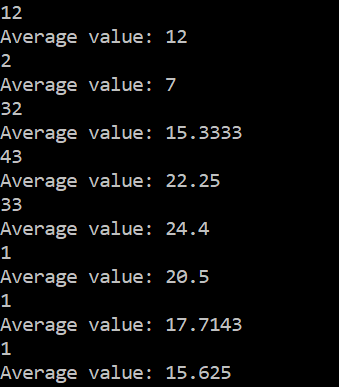 12
Average value: 12
2
Average value: 7
32
Average value: 15.3333
43
Average value: 22.25
33
Average value: 24.4
1
Average value: 20.5
1
Average value: 17.7143
1
Average value: 15.625